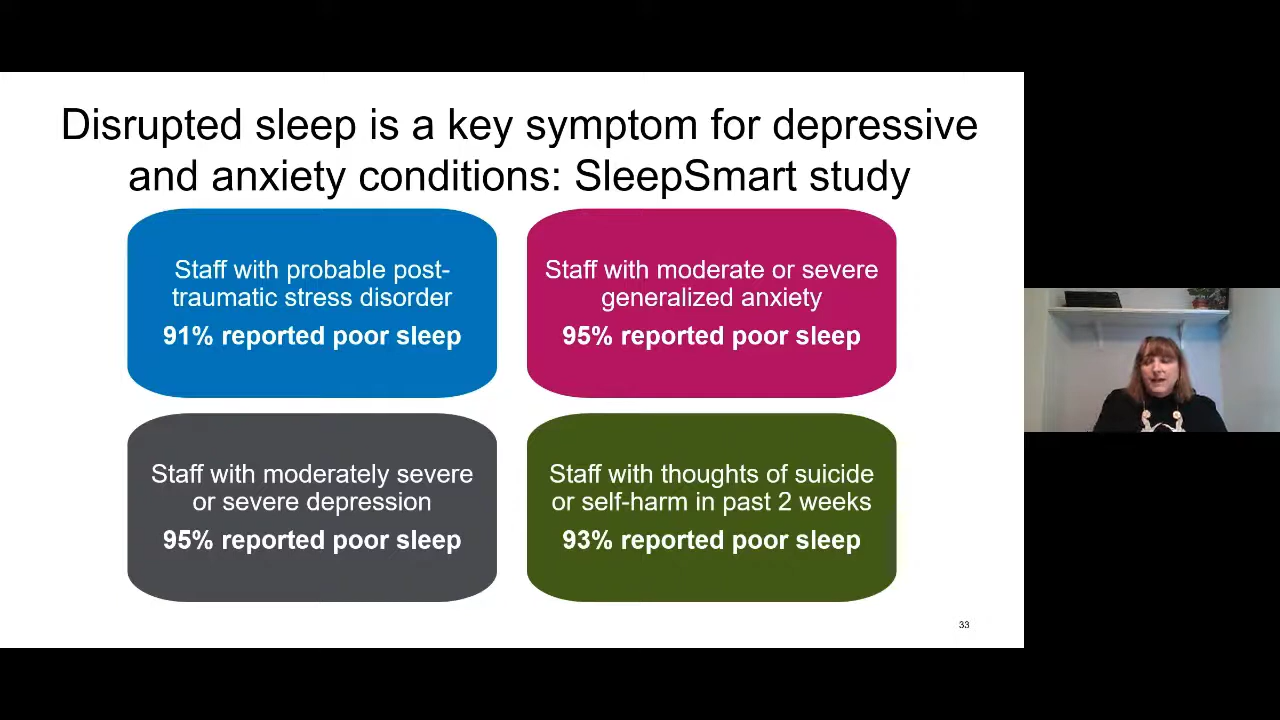 Disrupted sleep is a key symptom for depressive
and anxiety conditions: SleepSmart study
Staff with probable post-
traumatic stress disorder
91% reported poor sleep
Staff with moderate or severe
generalized anxiety
95% reported poor sleep
Staff with moderately severe
or severe depression
95% reported poor sleep
Staff with thoughts of suicide
or self-harm in past 2 weeks
93% reported poor sleep
33